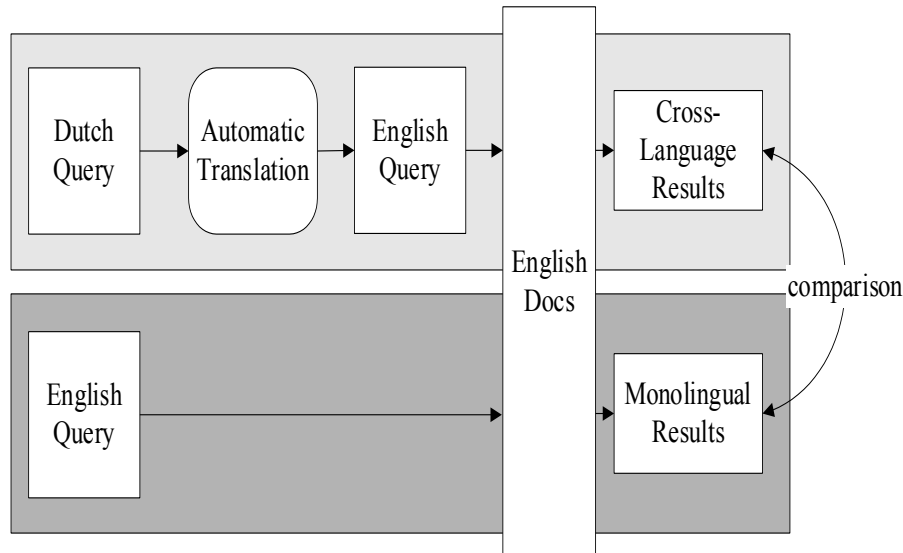 Dutch
Query
Automatic
Translation
English
Query
English
Docs
Cross-
Language
Results
comparison
English
Query
Monolingual
Results